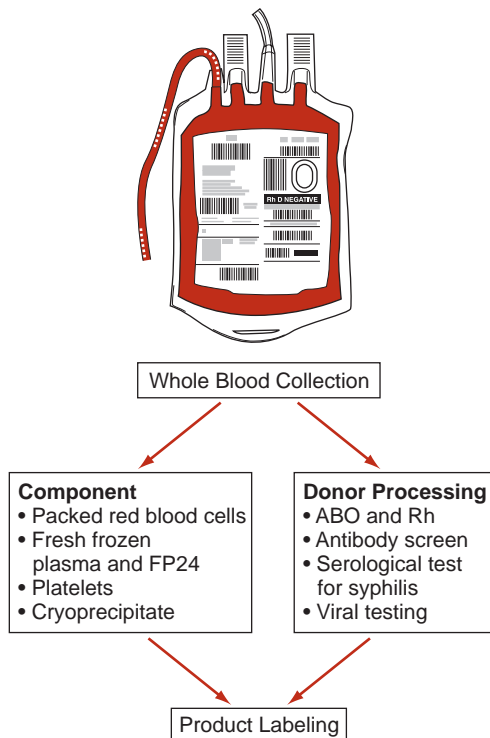 O
Rh D NEGATIVE
Whole Blood Collection
Component
• Packed red blood cells
• Fresh frozen
plasma and FP24
• Platelets
• Cryoprecipitate
Donor Processing
• ABO and Rh
• Antibody screen
• Serological test
for syphilis
• Viral testing
Product Labeling